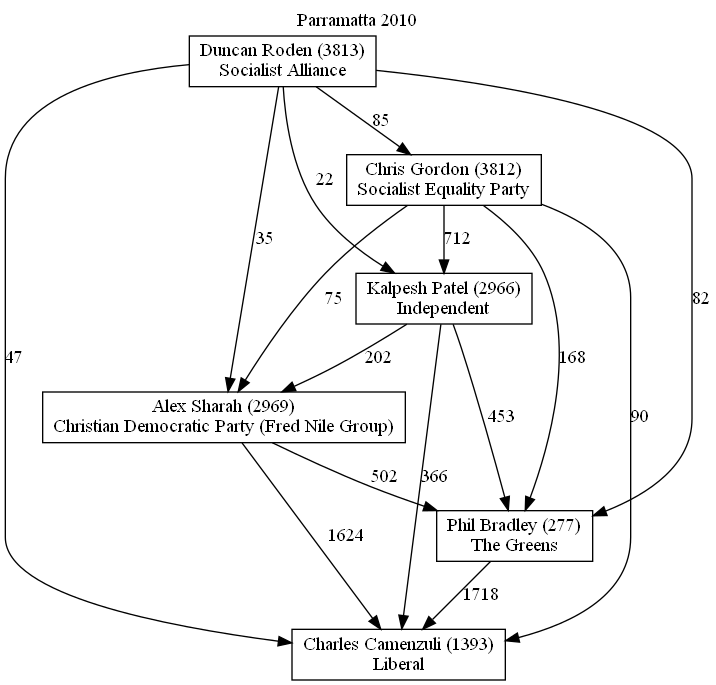 Parramatta 2010
Duncan Roden (3813)
Socialist Alliance
85
Chris Gordon (3812)
Socialist Equality Party
22
35
712
75
Kalpesh Patel (2966)
Independent
82
47
202
168
Alex Sharah (2969)
Christian Democratic Party (Fred Nile Group)
453
90
502
366
Phil Bradley (277)
The Greens
1624
1718
Charles Camenzuli (1393)
Liberal